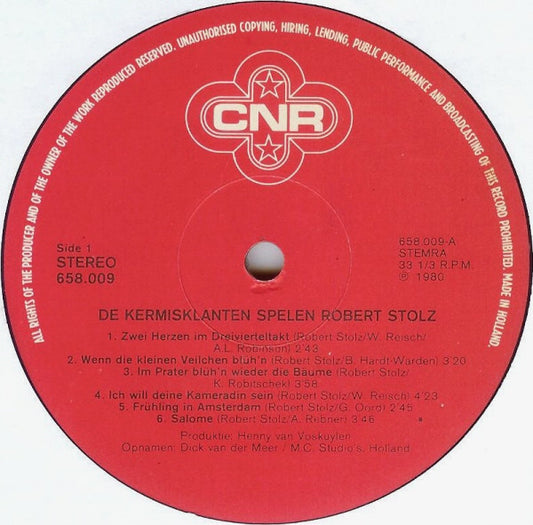 ALL RIGHTS OF THE PRODUCER AND OF THE OWNER OF THE WORK REPRODUCED RESERVED. UNAUTHORISED COPYING, HIRING, LENDING, PUBLIC PERFORMANCE AND BROADCASTING OF THIS RECORD PROHIBITED. MADE IN HOLLAND.
CNR
Side 1
STEREO
658.009
658.009-A
STEMRA
33 1/3 R.P.M.
℗ 1980
DE KERMISKLANTEN SPELEN ROBERT STOLZ
1. Zwei Herzen im Dreivierteltakt (Robert Stolz/W. Reisch/
A.L. Robinson) 2:43
2. Wenn die kleinen Veilchen blüh'n (Robert Stolz/B. Hardt-Warden) 3:20
3. Im Prater blüh'n wieder die Bäume (Robert Stolz/
K. Robitschek) 3:58
4. Ich will deine Kameradin sein (Robert Stolz/W. Reisch) 4:23
5. Frühling in Amsterdam (Robert Stolz/G. Oord) 2:45
6. Salome (Robert Stolz/A. Rebner) 3:46
Produktie: Henny van Voskuylen
Opnamen: Dick van der Meer / M.C. Studio's, Holland